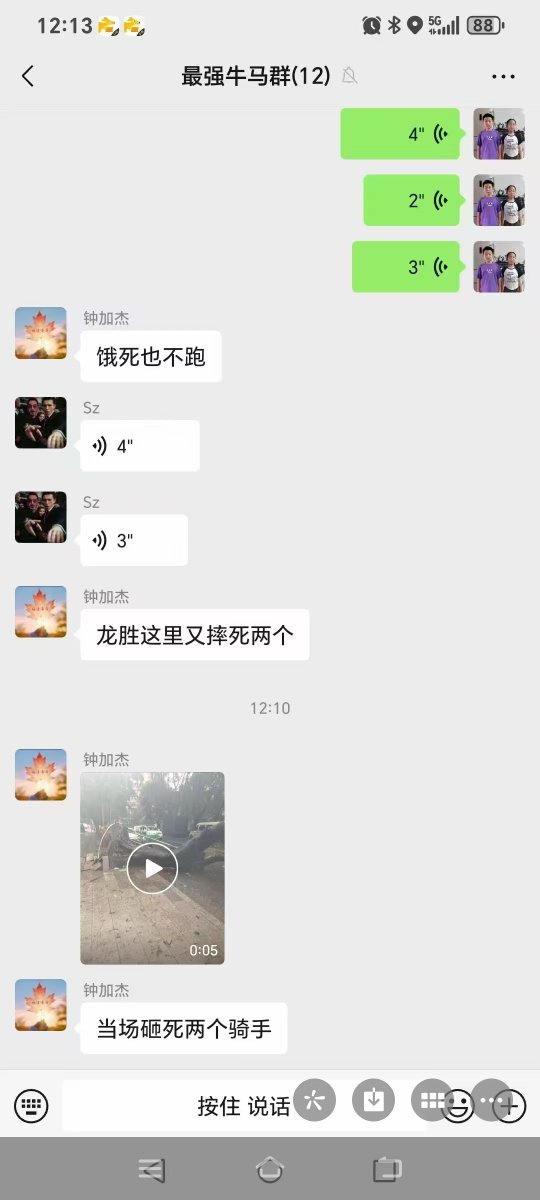 12:13
5G
88
最强牛马群(12)
4"
2"
3"
钟加杰
饿死也不跑
Sz
4"
Sz
3"
钟加杰
龙胜这里又摔死两个
12:10
钟加杰
0:05
钟加杰
当场砸死两个骑手
按住 说话